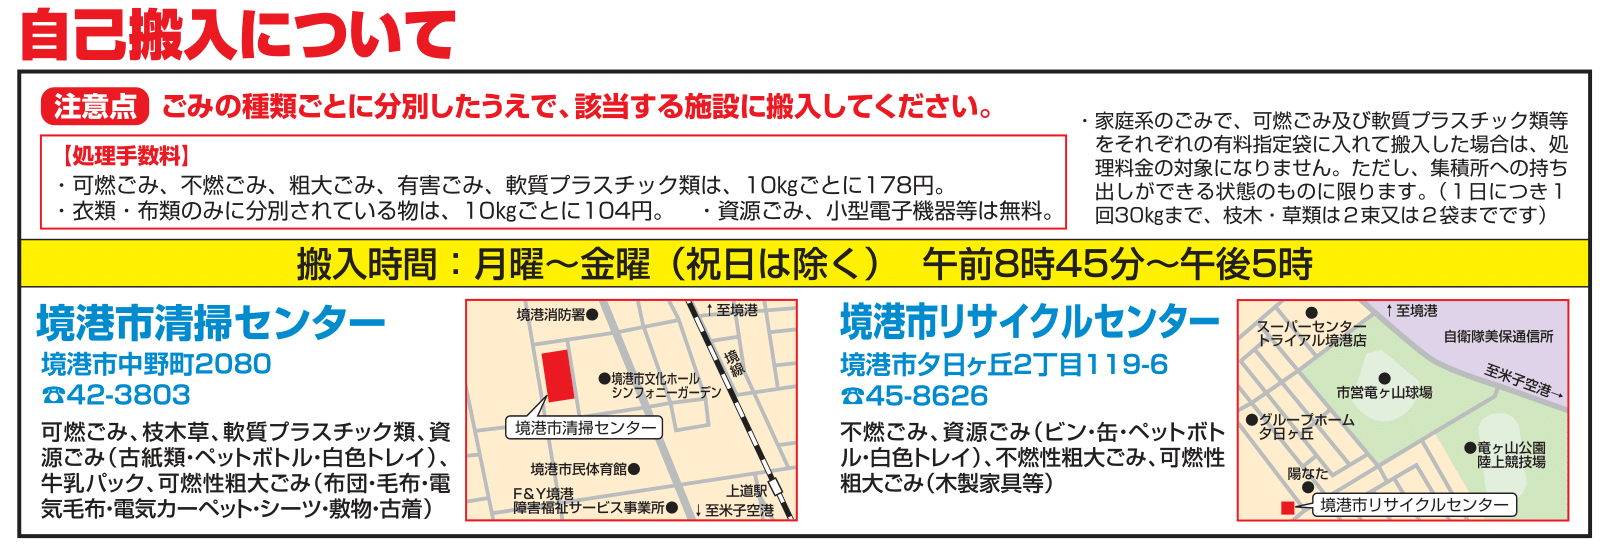 自己搬入について
注意点 ごみの種類ごとに分別したうえで、該当する施設に搬入してください。
【処理手数料】
・可燃ごみ、不燃ごみ、粗大ごみ、有害ごみ、軟質プラスチック類は、10㎏ごとに178円。
・衣類・布類のみに分別されている物は、10㎏ごとに104円。 ・資源ごみ、小型電子機器等は無料。
・家庭系のごみで、可燃ごみ及び軟質プラスチック類等
をそれぞれの有料指定袋に入れて搬入した場合は、処
理料金の対象になりません。ただし、集積所への持ち
出しができる状態のものに限ります。（１日につき１
回30㎏まで、枝木・草類は２束又は２袋までです）
搬入時間：月曜～金曜（祝日は除く） 午前8時45分～午後5時
境港市清掃センター
境港市中野町2080
☎42-3803
可燃ごみ、枝木草、軟質プラスチック類、資
源ごみ（古紙類・ペットボトル・白色トレイ）、
牛乳パック、可燃性粗大ごみ（布団・毛布・電
気毛布・電気カーペット・シーツ・敷物・古着）
境港消防署●
↑至境港
境線
●境港市文化ホール
シンフォニーガーデン
境港市清掃センター
境港市民体育館●
F＆Y境港
障害福祉サービス事業所●
上道駅
↓至米子空港
境港市リサイクルセンター
境港市夕日ヶ丘2丁目119-6
☎45-8626
不燃ごみ、資源ごみ（ビン・缶・ペットボト
ル・白色トレイ）、不燃性粗大ごみ、可燃性
粗大ごみ（木製家具等）
スーパーセンター
トライアル境港店
↑至境港
自衛隊美保通信所
至米子空港→
市営竜ヶ山球場
●グループホーム
夕日ヶ丘
●竜ヶ山公園
陸上競技場
陽なた
境港市リサイクルセンター